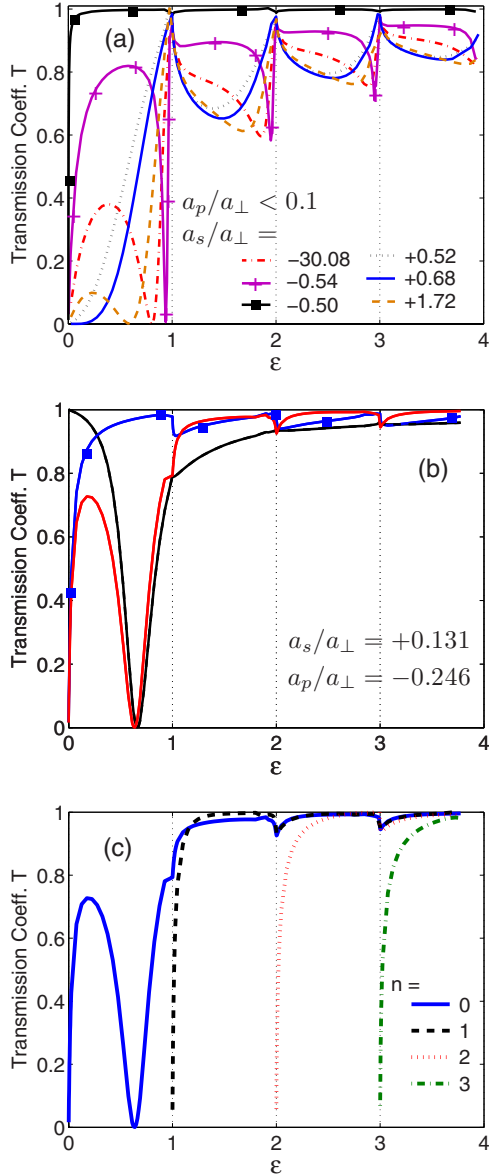 (a)
Transmission Coeff. T
1
0.8
0.6
0.4
0.2
0
a_p/a_⊥ < 0.1
a_s/a_⊥ =
−30.08
−0.54
−0.50
+0.52
+0.68
+1.72
0 1 2 3 4
ε
(b)
Transmission Coeff. T
1
0.8
0.6
0.4
0.2
0
a_s/a_⊥ = +0.131
a_p/a_⊥ = −0.246
0 1 2 3 4
ε
(c)
Transmission Coeff. T
1
0.8
0.6
0.4
0.2
0
n =
0
1
2
3
0 1 2 3 4
ε